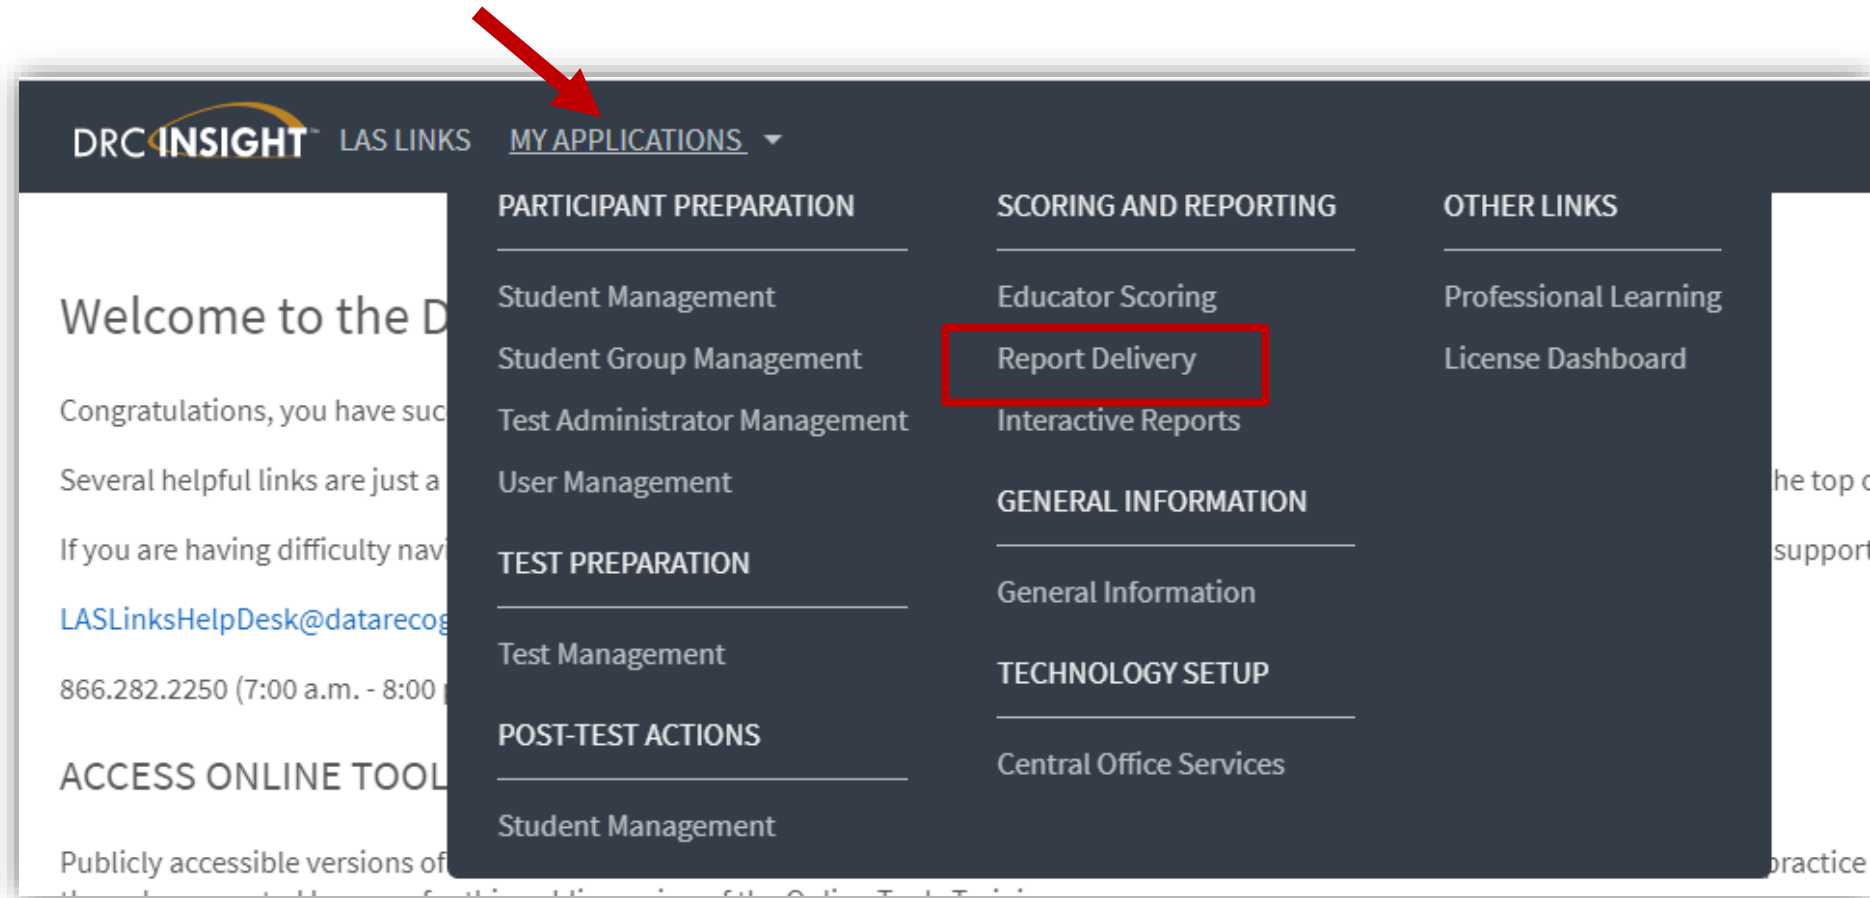 DRC INSIGHT™ LAS LINKS MY APPLICATIONS
PARTICIPANT PREPARATION
Student Management
Student Group Management
Test Administrator Management
User Management
TEST PREPARATION
Test Management
POST-TEST ACTIONS
Student Management
SCORING AND REPORTING
Educator Scoring
Report Delivery
Interactive Reports
GENERAL INFORMATION
General Information
TECHNOLOGY SETUP
Central Office Services
OTHER LINKS
Professional Learning
License Dashboard
Welcome to the D
Congratulations, you have suc
Several helpful links are just a
he top
If you are having difficulty navi
support
LASLinksHelpDesk@datarecog
866.282.2250 (7:00 a.m. - 8:00
ACCESS ONLINE TOOL
Publicly accessible versions of
practice